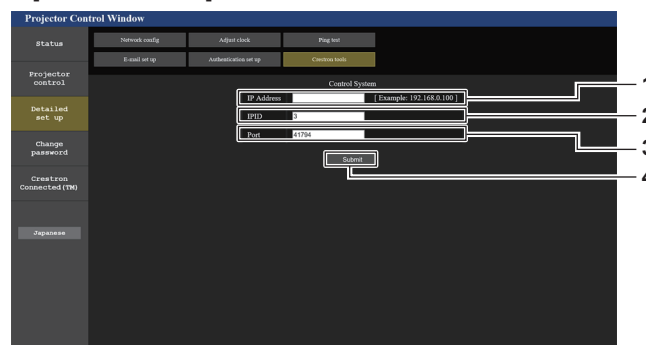 Projector Control Window
Status
Network config
Adjust clock
Ping test
E-mail set up
Authentication set up
Crestron tools
Projector
control
Detailed
set up
Change
password
Crestron
Connected(TM)
Japanese
Control System
IP Address [ Example: 192.168.0.100 ]
IPID 3
Port 41794
Submit
1
2
3
4